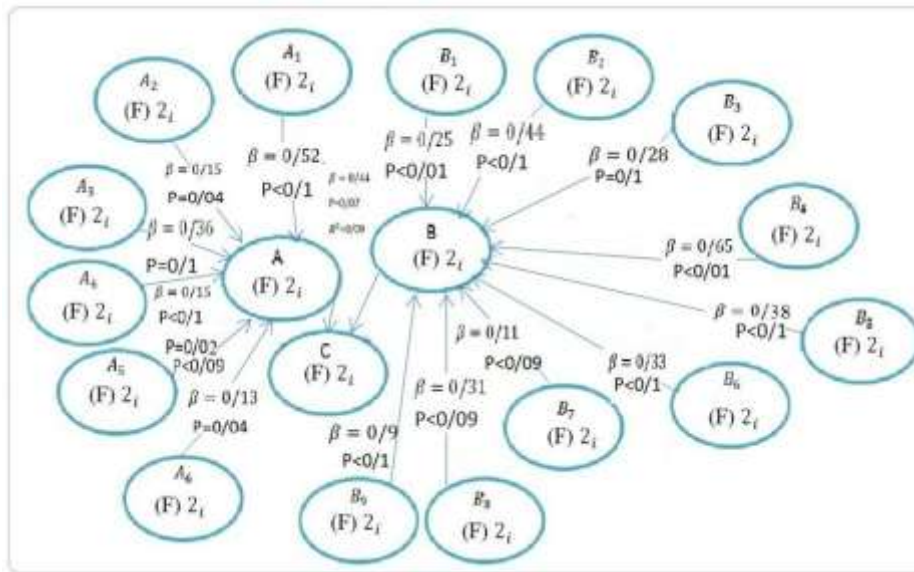 A₁
(F) 2ᵢ
β = 0/52
P<0/1
A₂
(F) 2ᵢ
β = 0/15
P=0/04
A₃
(F) 2ᵢ
β = 0/36
P=0/1
A₄
(F) 2ᵢ
β = 0/15
P<0/1
A₅
(F) 2ᵢ
P=0/02
P<0/09
A₆
(F) 2ᵢ
β = 0/13
P=0/04
A
(F) 2ᵢ
C
(F) 2ᵢ
B
(F) 2ᵢ
B₁
(F) 2ᵢ
β = 0/25
P<0/01
B₂
(F) 2ᵢ
β = 0/44
P<0/1
B₃
(F) 2ᵢ
β = 0/28
P=0/1
B₄
(F) 2ᵢ
β = 0/65
P<0/01
(F) 2ᵢ
β = 0/38
P<0/1
B₆
(F) 2ᵢ
β = 0/33
P<0/1
B₇
(F) 2ᵢ
β = 0/11
P<0/09
B₈
(F) 2ᵢ
β = 0/31
P<0/09
B₉
(F) 2ᵢ
β = 0/9
P<0/1